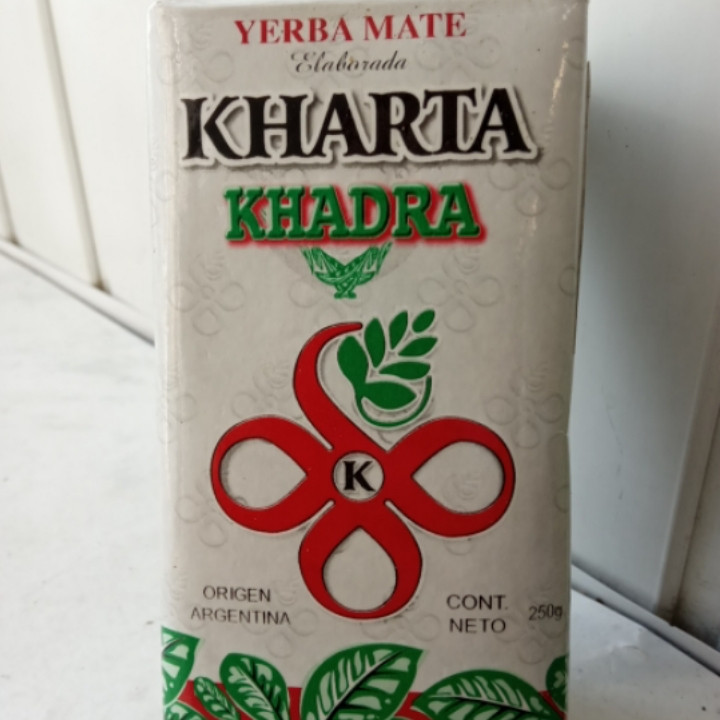 YERBA MATE
Elaborada
KHARTA
KHADRA
K
ORIGEN
ARGENTINA
CONT.
NETO 250g